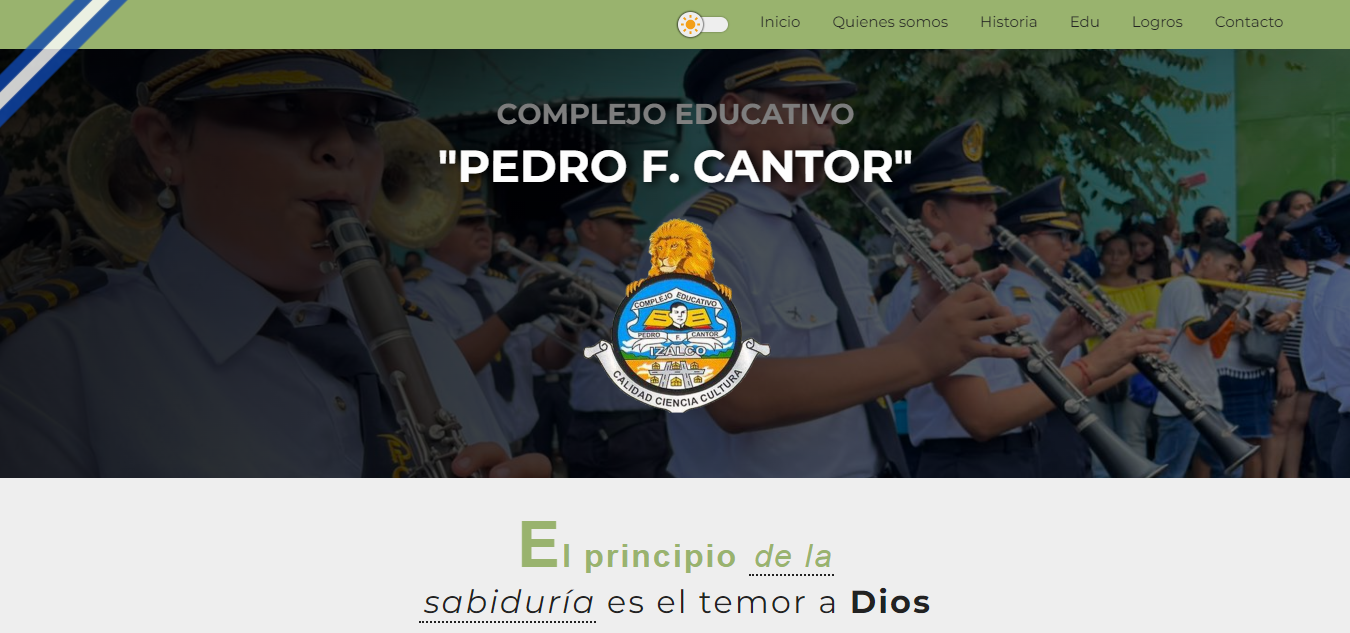 Inicio Quienes somos Historia Edu Logros Contacto
COMPLEJO EDUCATIVO
"PEDRO F. CANTOR"
COMPLEJO EDUCATIVO
PEDRO F. CANTOR
IZALCO
CALIDAD CIENCIA CULTURA
El principio de la
sabiduría es el temor a Dios